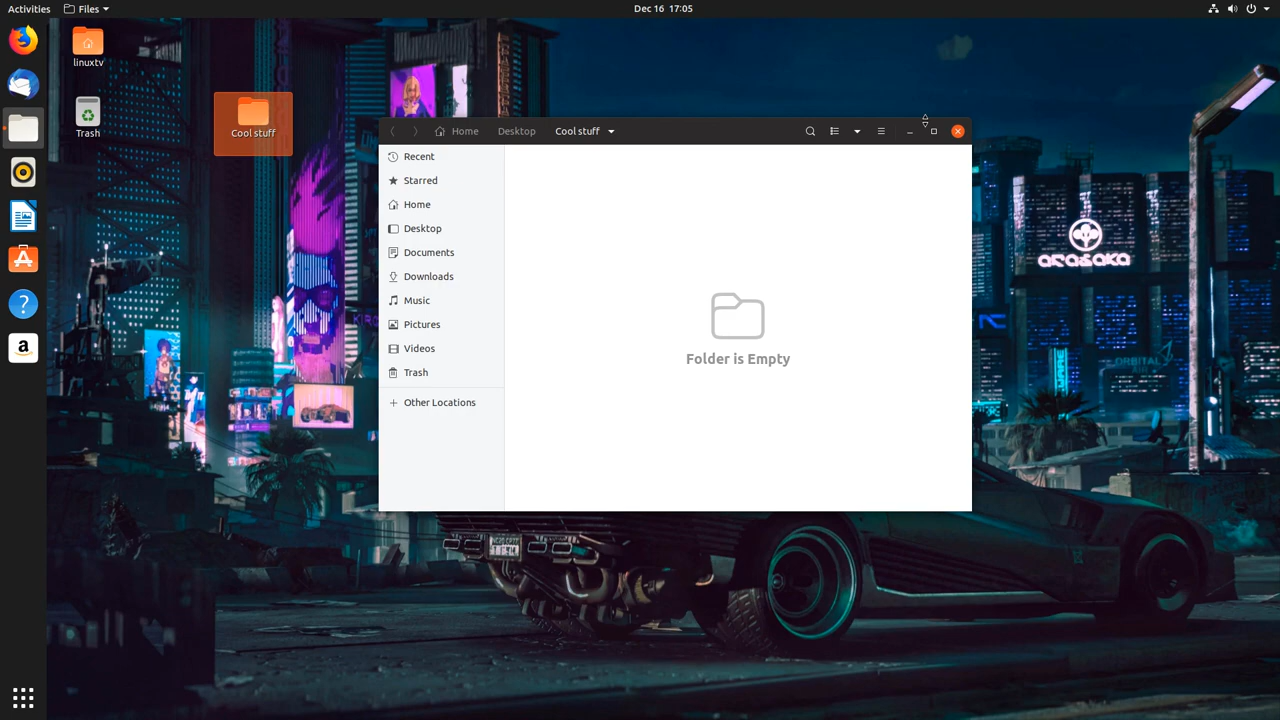 Activities
Files
Dec 16 17:05
linuxtv
Trash
Cool stuff
Home
Desktop
Cool stuff
Recent
Starred
Home
Desktop
Documents
Downloads
Music
Pictures
Videos
Trash
Other Locations
Folder is Empty
arasaka
ORBITAL